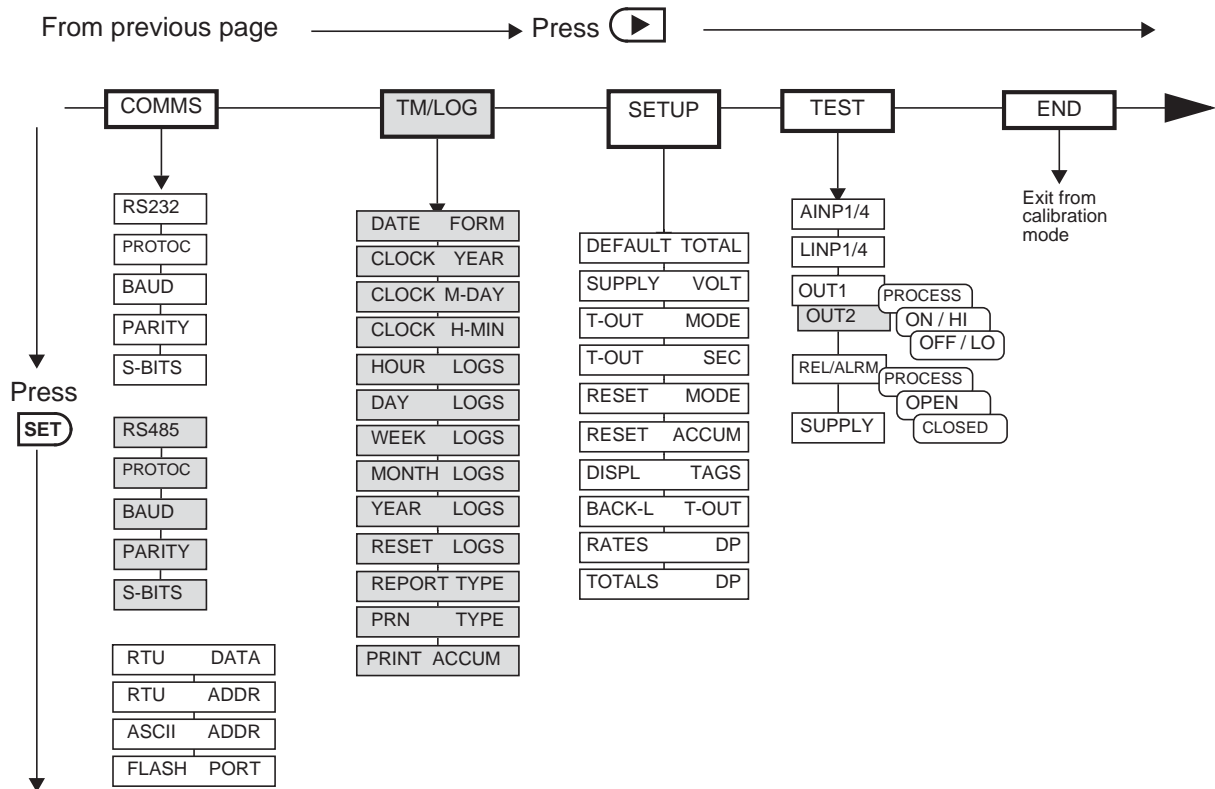 From previous page
Press
COMMS
TM/LOG
SETUP
TEST
END
Press
SET
RS232
PROTOC
BAUD
PARITY
S-BITS
RS485
PROTOC
BAUD
PARITY
S-BITS
RTU DATA
RTU ADDR
ASCII ADDR
FLASH PORT
DATE FORM
CLOCK YEAR
CLOCK M-DAY
CLOCK H-MIN
HOUR LOGS
DAY LOGS
WEEK LOGS
MONTH LOGS
YEAR LOGS
RESET LOGS
REPORT TYPE
PRN TYPE
PRINT ACCUM
DEFAULT TOTAL
SUPPLY VOLT
T-OUT MODE
T-OUT SEC
RESET MODE
RESET ACCUM
DISPL TAGS
BACK-L T-OUT
RATES DP
TOTALS DP
AINP1/4
LINP1/4
OUT1
OUT2
PROCESS
ON / HI
OFF / LO
REL/ALRM
PROCESS
OPEN
CLOSED
SUPPLY
Exit from
calibration
mode